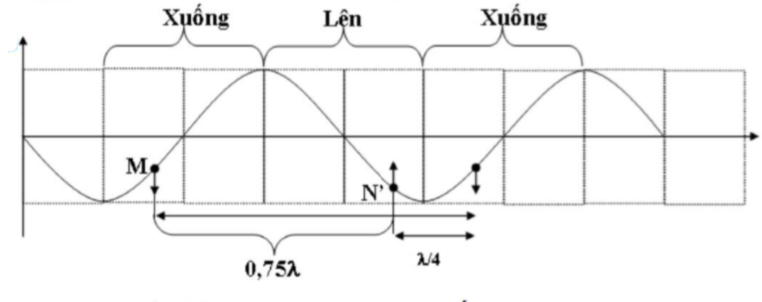 Xuống Lên Xuống
M
N'
λ/4
0,75λ